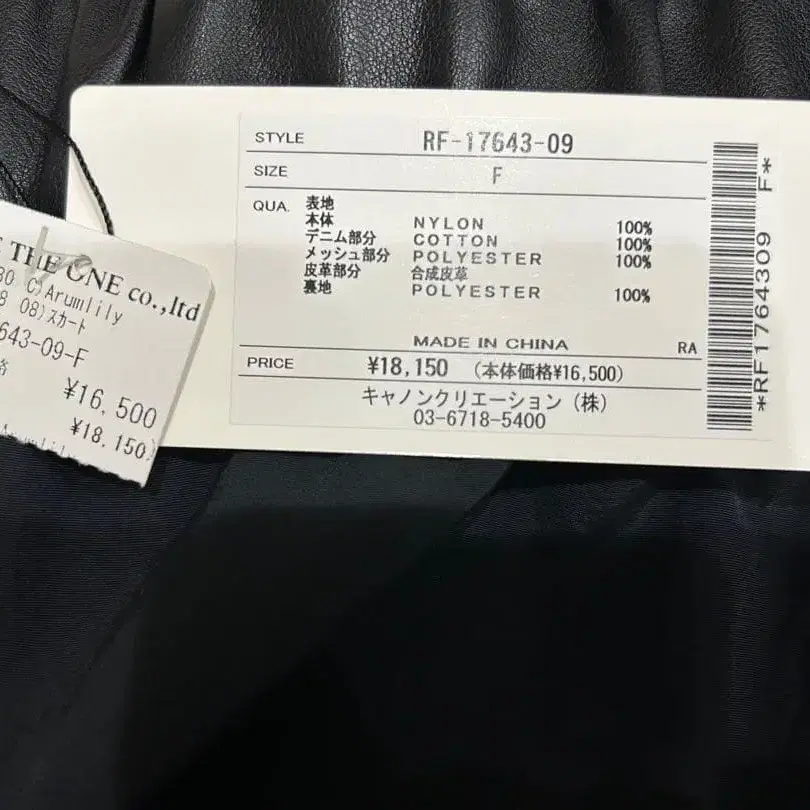 STYLE RF-17643-09
SIZE F
QUA. 表地
本体 NYLON 100%
デニム部分 COTTON 100%
メッシュ部分 POLYESTER 100%
皮革部分 合成皮革
裏地 POLYESTER 100%
MADE IN CHINA RA
PRICE ¥18,150 (本体価格¥16,500)
キャノンクリエーション(株)
03-6718-5400
*RF1764309 F*
THE ONE co.,ltd
C)Arumlily
08)スカート
643-09-F
¥16,500
¥18,150)